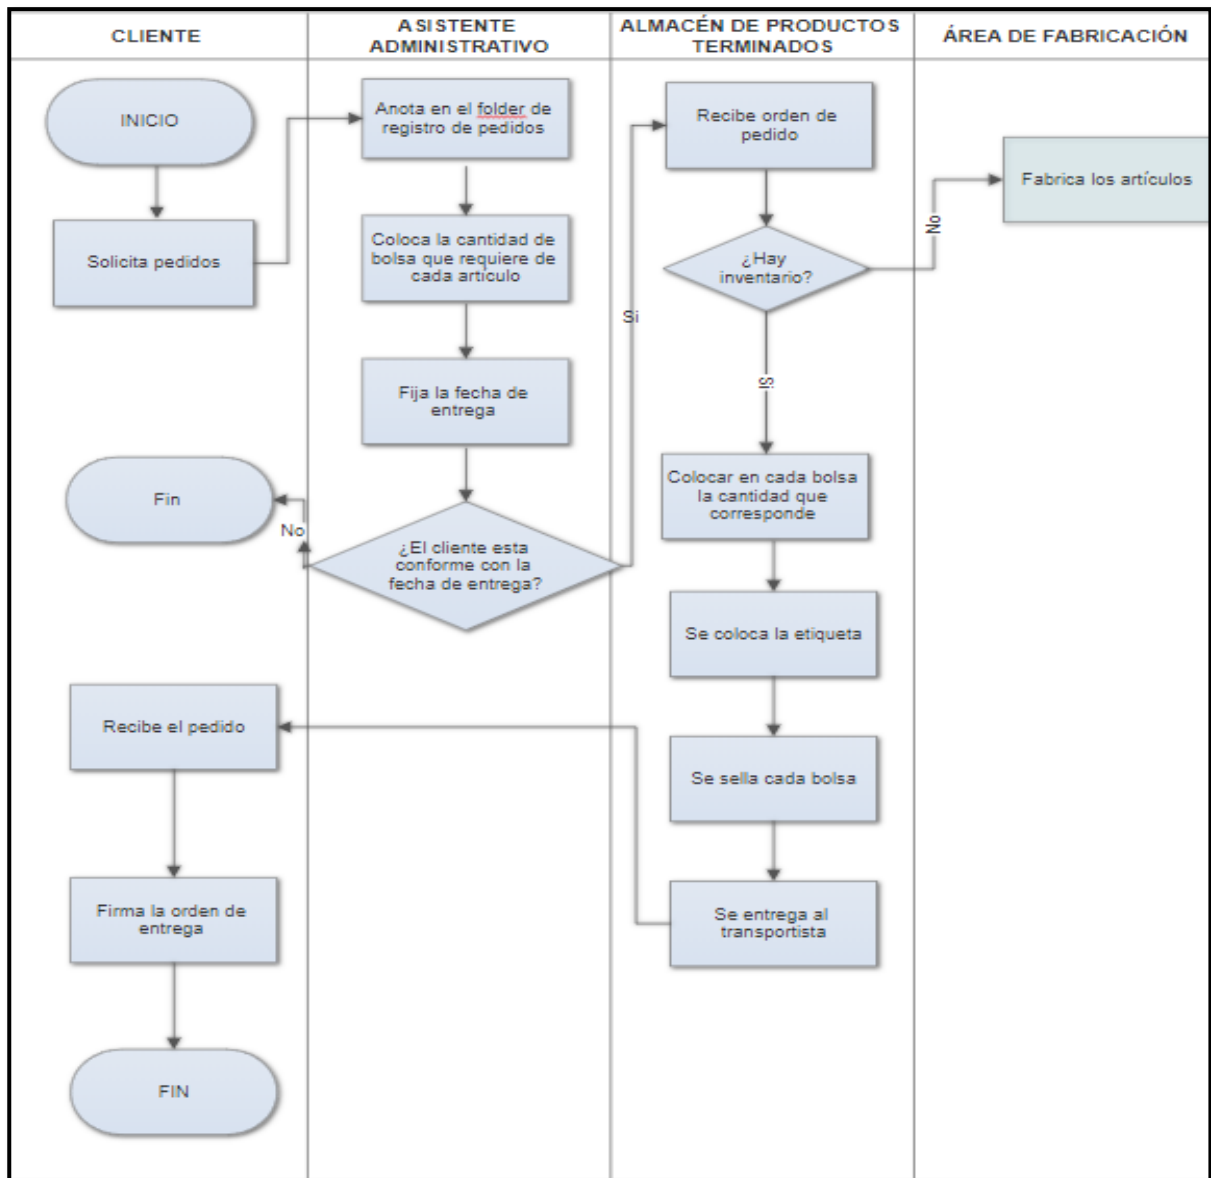 CLIENTE
ASISTENTE
ADMINISTRATIVO
ALMACÉN DE PRODUCTOS
TERMINADOS
ÁREA DE FABRICACIÓN
INICIO
Solicita pedidos
Anota en el folder de
registro de pedidos
Coloca la cantidad de
bolsa que requiere de
cada artículo
Fija la fecha de
entrega
¿El cliente esta
conforme con la
fecha de entrega?
No
Fin
Si
Recibe orden de
pedido
¿Hay
inventario?
No
Fabrica los artículos
Si
Colocar en cada bolsa
la cantidad que
corresponde
Se coloca la etiqueta
Se sella cada bolsa
Se entrega al
transportista
Recibe el pedido
Firma la orden de
entrega
FIN